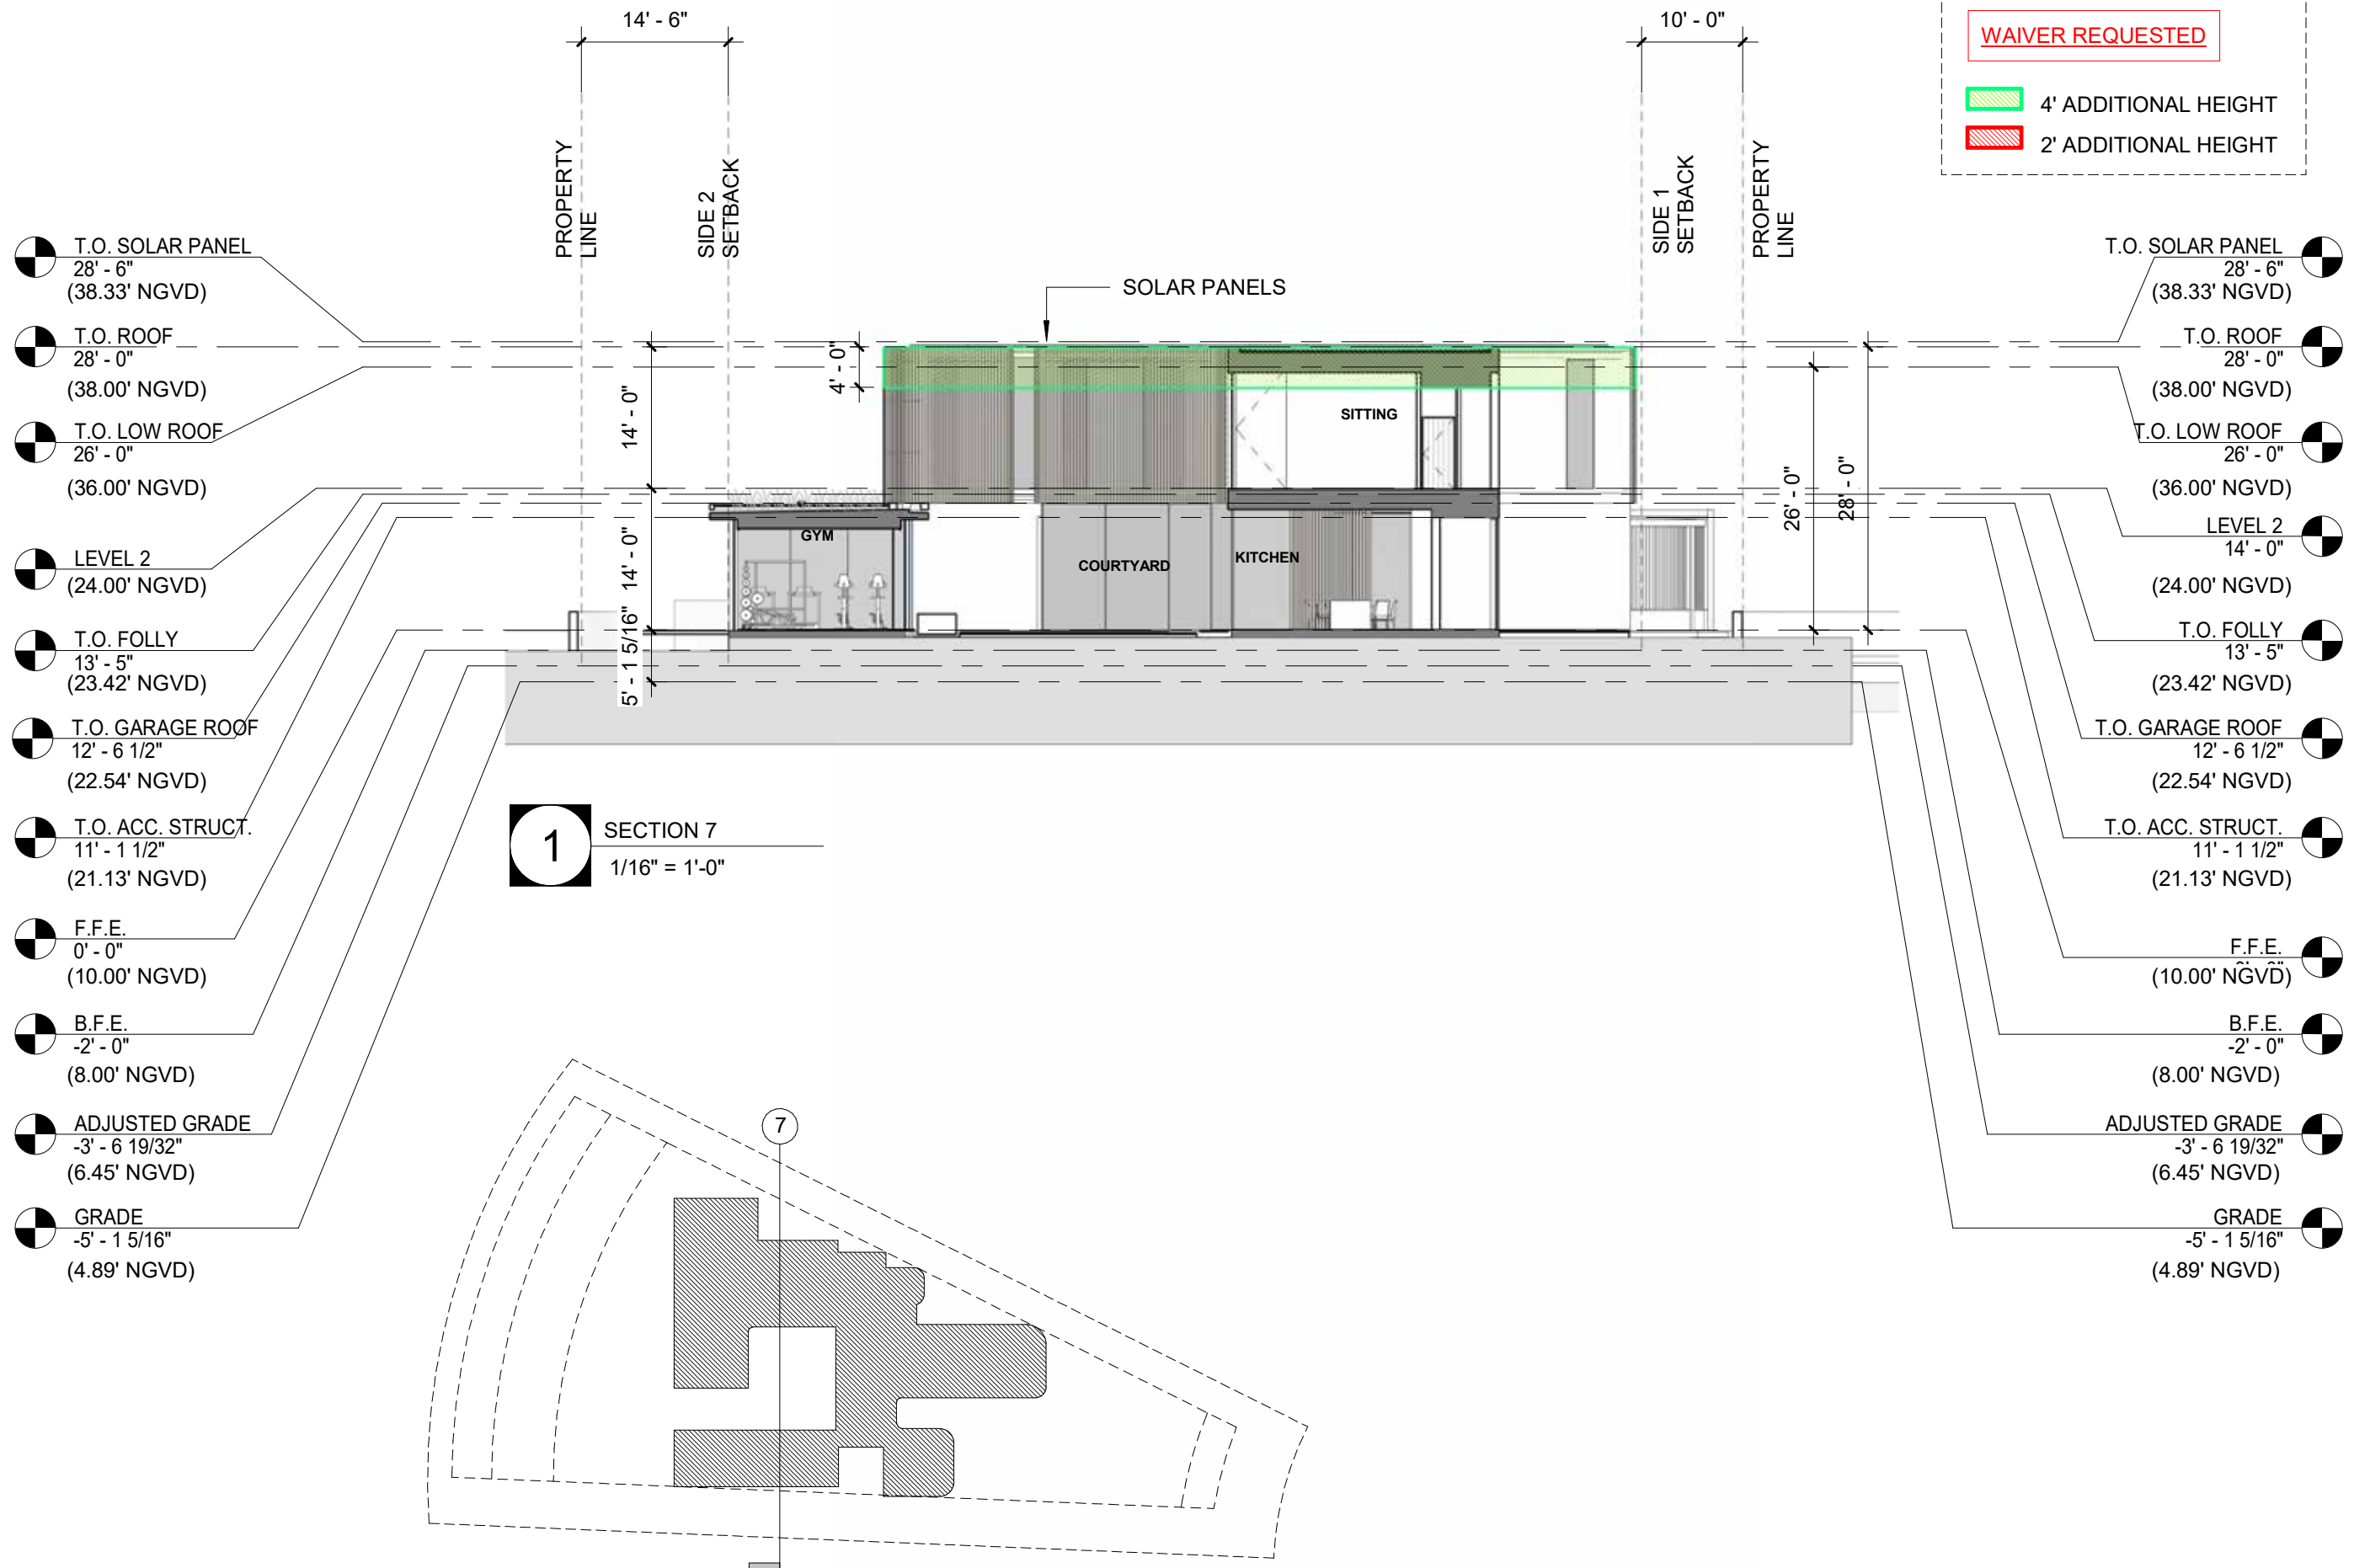 14' - 6"
10' - 0"
WAIVER REQUESTED
4' ADDITIONAL HEIGHT
2' ADDITIONAL HEIGHT
PROPERTY
LINE
SIDE 2
SETBACK
SIDE 1
SETBACK
PROPERTY
LINE
T.O. SOLAR PANEL
28' - 6"
(38.33' NGVD)
T.O. ROOF
28' - 0"
(38.00' NGVD)
T.O. LOW ROOF
26' - 0"
(36.00' NGVD)
LEVEL 2
(24.00' NGVD)
T.O. FOLLY
13' - 5"
(23.42' NGVD)
T.O. GARAGE ROOF
12' - 6 1/2"
(22.54' NGVD)
T.O. ACC. STRUCT.
11' - 1 1/2"
(21.13' NGVD)
F.F.E.
0' - 0"
(10.00' NGVD)
B.F.E.
-2' - 0"
(8.00' NGVD)
ADJUSTED GRADE
-3' - 6 19/32"
(6.45' NGVD)
GRADE
-5' - 1 5/16"
(4.89' NGVD)
SOLAR PANELS
4' - 0"
14' - 0"
14' - 0"
5' - 1 5/16"
SITTING
GYM
COURTYARD
KITCHEN
26' - 0"
28' - 0"
T.O. SOLAR PANEL
28' - 6"
(38.33' NGVD)
T.O. ROOF
28' - 0"
(38.00' NGVD)
T.O. LOW ROOF
26' - 0"
(36.00' NGVD)
LEVEL 2
14' - 0"
(24.00' NGVD)
T.O. FOLLY
13' - 5"
(23.42' NGVD)
T.O. GARAGE ROOF
12' - 6 1/2"
(22.54' NGVD)
T.O. ACC. STRUCT.
11' - 1 1/2"
(21.13' NGVD)
F.F.E.
(10.00' NGVD)
B.F.E.
-2' - 0"
(8.00' NGVD)
ADJUSTED GRADE
-3' - 6 19/32"
(6.45' NGVD)
GRADE
-5' - 1 5/16"
(4.89' NGVD)
1
SECTION 7
1/16" = 1'-0"
7